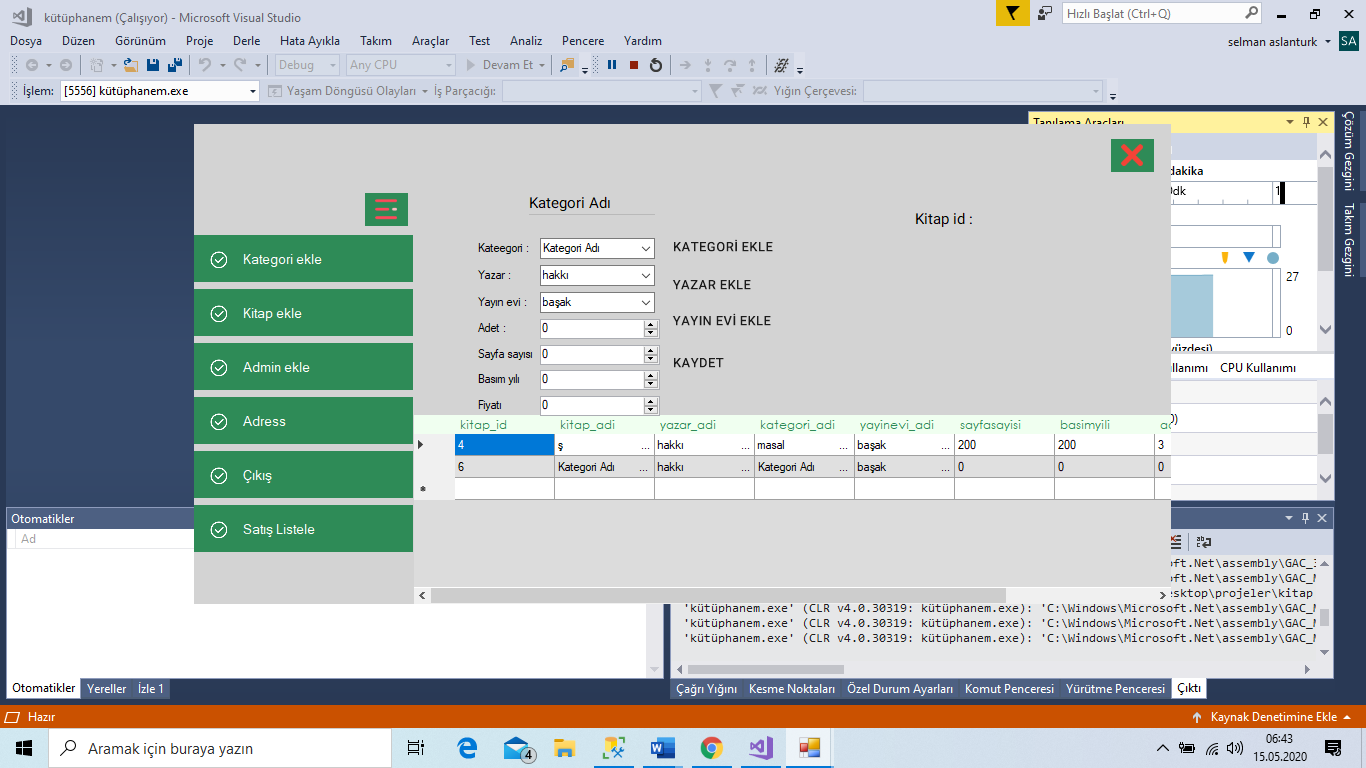 kütüphanem (Çalışıyor) - Microsoft Visual Studio
Hızlı Başlat (Ctrl+Q)
Dosya Düzen Görünüm Proje Derle Hata Ayıkla Takım Araçlar Test Analiz Pencere Yardım
selman aslanturk SA
Debug Any CPU Devam Et
İşlem: [5556] kütüphanem.exe Yaşam Döngüsü Olayları İş Parçacığı: Yığın Çerçevesi:
Tanılama Araçları
Çözüm Gezgini
Takım Gezgini
dakika
27
0
CPU Kullanımı
Kategori Adı
Kitap id :
Kateegori : Kategori Adı KATEGORİ EKLE
Yazar : hakkı YAZAR EKLE
Yayın evi : başak YAYIN EVİ EKLE
Adet : 0
Sayfa sayısı 0 KAYDET
Basım yılı 0
Fiyatı 0
Kategori ekle
Kitap ekle
Admin ekle
Adress
Çıkış
Satış Listele
kitap_id kitap_adi yazar_adi kategori_adi yayinevi_adi sayfasayisi basimyili
4 ş ... hakkı ... masal ... başak ... 200 200 3
6 Kategori Adı ... hakkı ... Kategori Adı ... başak ... 0 0 0
Otomatikler
Ad
soft.Net\assembly\GAC_
soft.Net\assembly\GAC_M
esktop\projeler\kitap
'kütüphanem.exe' (CLR v4.0.30319: kütüphanem.exe): 'C:\Windows\Microsoft.Net\assembly\GAC_M
'kütüphanem.exe' (CLR v4.0.30319: kütüphanem.exe): 'C:\Windows\Microsoft.Net\assembly\GAC_M
'kütüphanem.exe' (CLR v4.0.30319: kütüphanem.exe): 'C:\Windows\Microsoft.Net\assembly\GAC_M
Otomatikler Yereller İzle 1
Çağrı Yığını Kesme Noktaları Özel Durum Ayarları Komut Penceresi Yürütme Penceresi Çıktı
Hazır
Kaynak Denetimine Ekle
Aramak için buraya yazın
4
06:43
15.05.2020